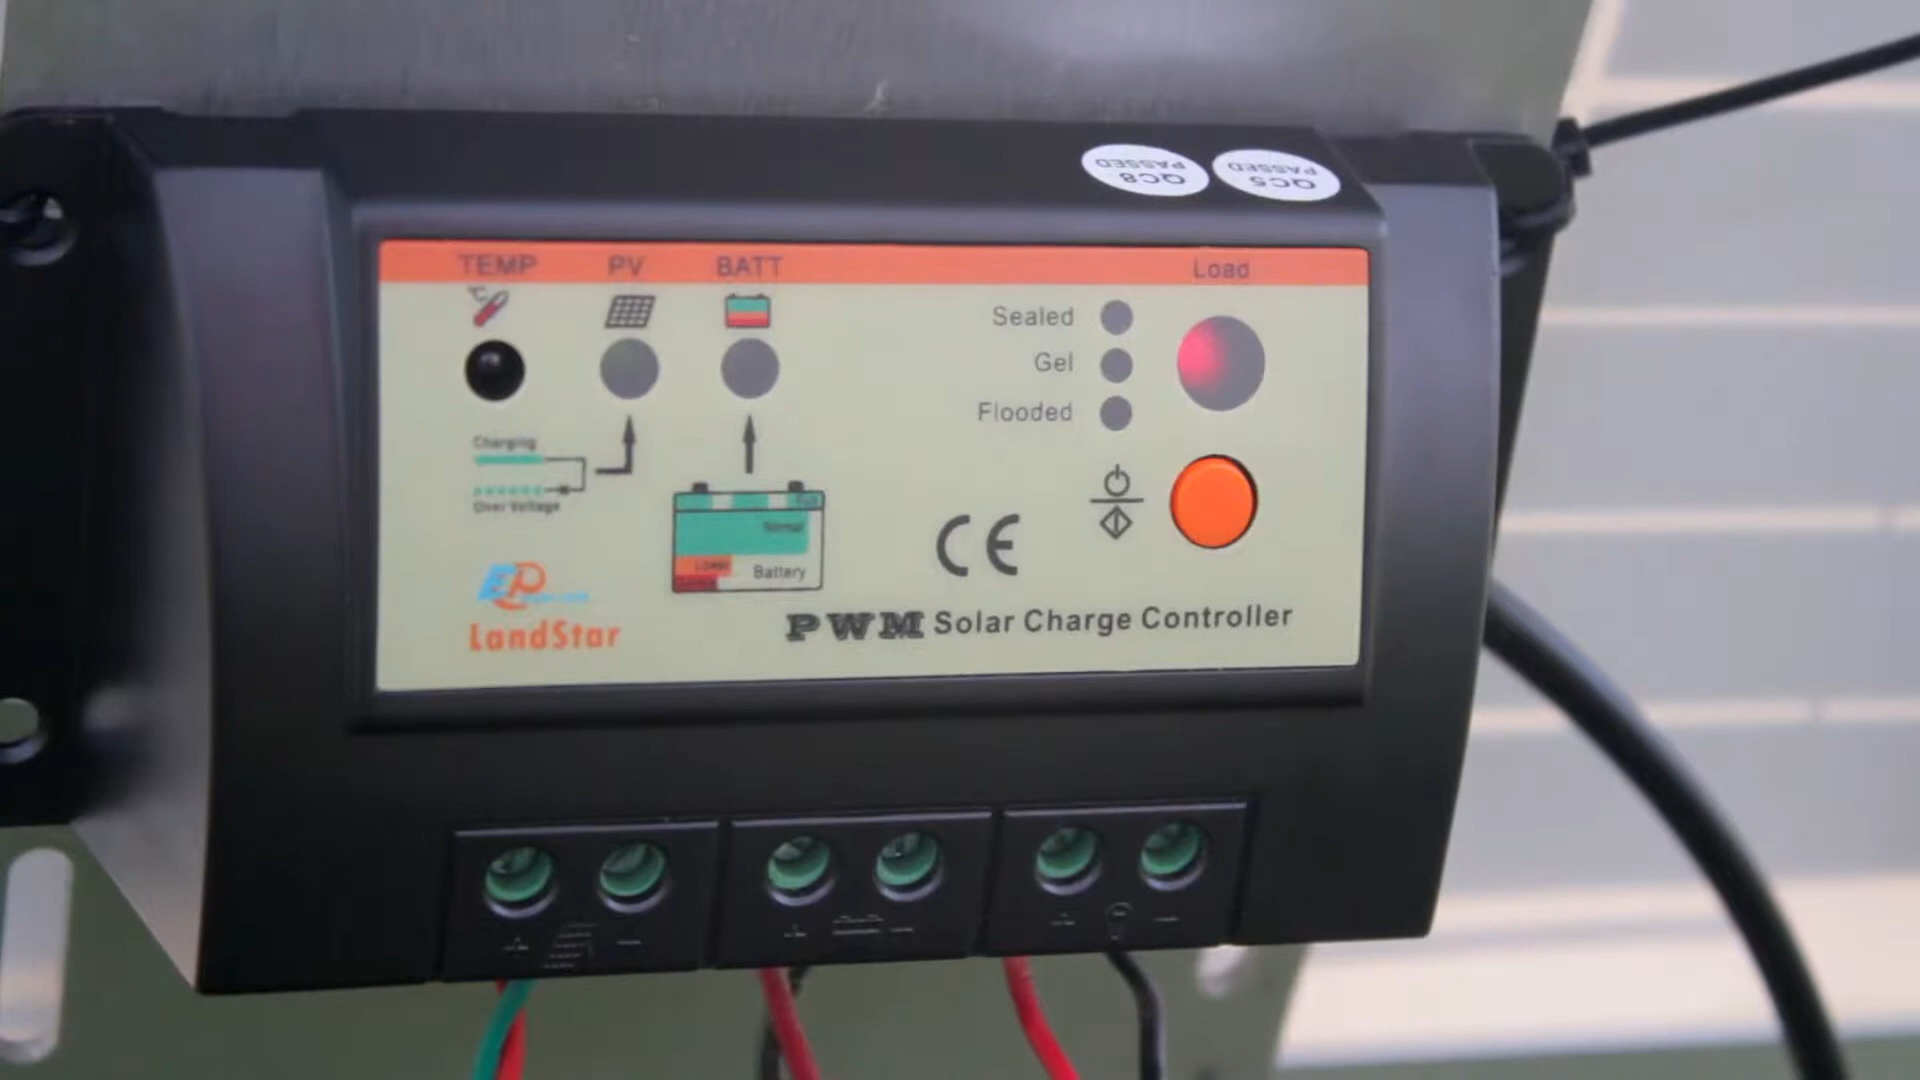 QC8
PASSED
QC5
PASSED
TEMP PV BATT Load
°C
Sealed
Gel
Flooded
Charging
Over Voltage
Normal
Battery
CE
EP
LandStar
PWM Solar Charge Controller